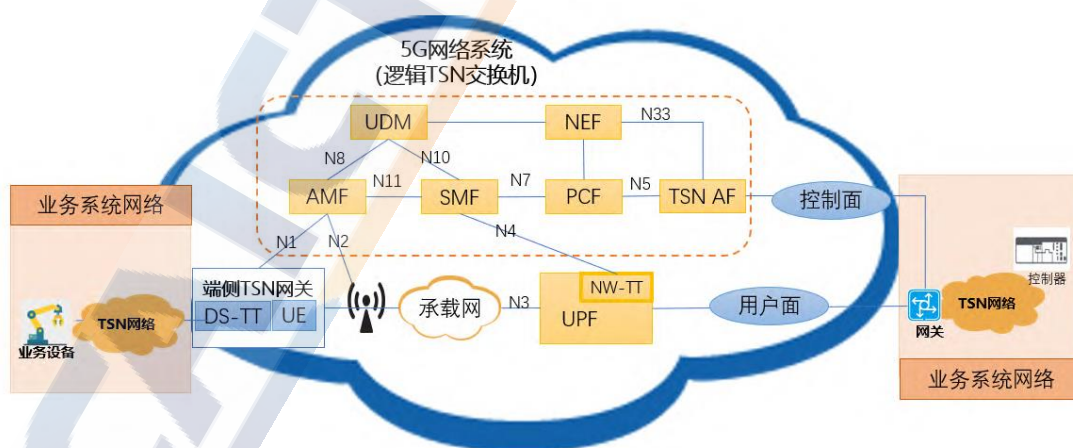 5G网络系统
(逻辑TSN交换机)
UDM
NEF
N33
N8
N10
AMF
N11
SMF
N7
PCF
N5
TSN AF
控制面
业务系统网络
N1
N2
N4
控制器
端侧TSN网关
DS-TT
UE
承载网
N3
NW-TT
UPF
用户面
网关
TSN网络
TSN网络
业务设备
业务系统网络